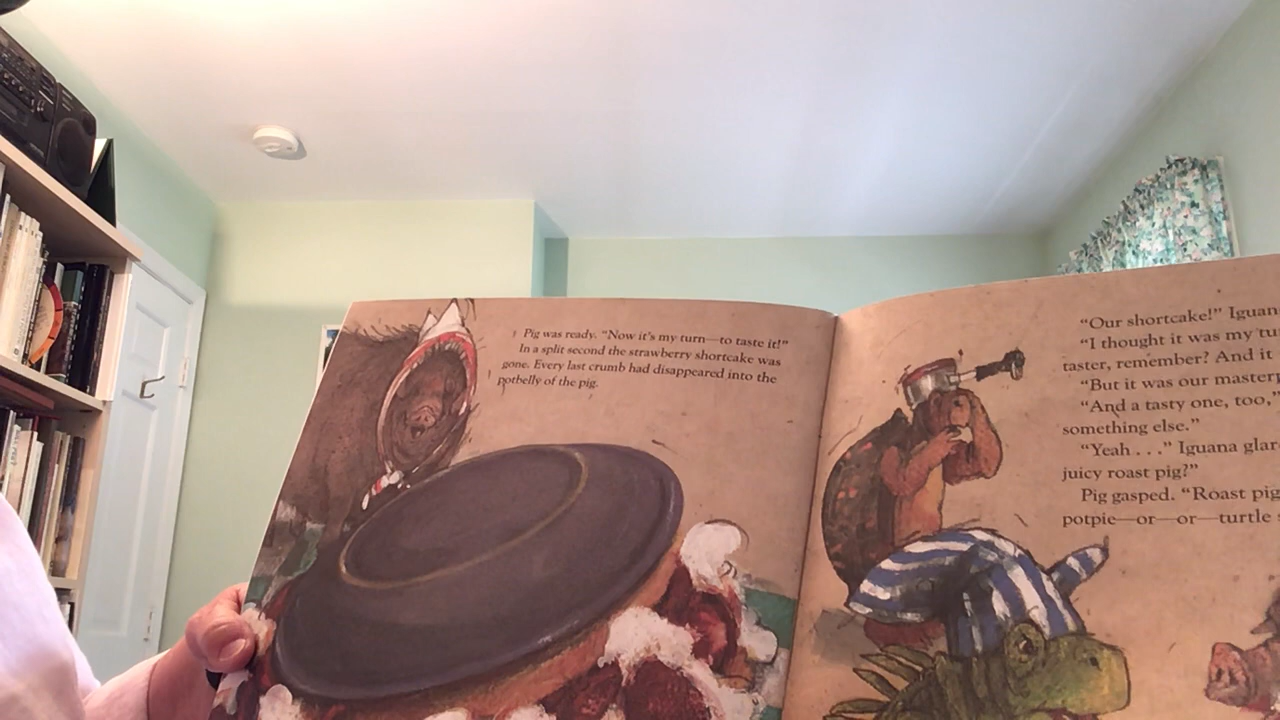 Pig was ready. "Now it's my turn—to taste it!"
In a split second the strawberry shortcake was
gone. Every last crumb had disappeared into the
potbelly of the pig.
"Our shortcake!" Iguan
"I thought it was my tu
taster, remember? And it
"But it was our masterp
"And a tasty one, too,"
something else."
"Yeah . . ." Iguana glar
juicy roast pig?"
Pig gasped. "Roast pig
potpie—or—or—turtle